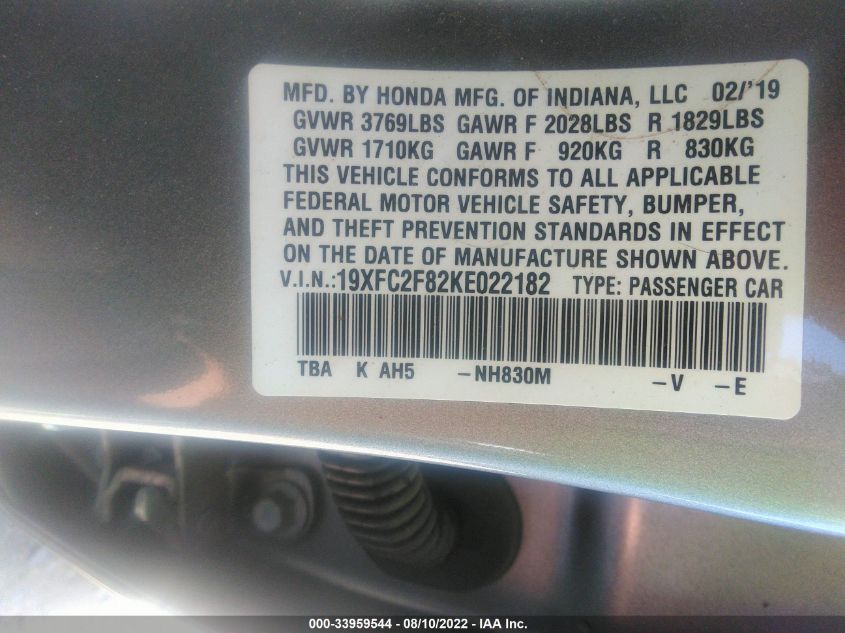 MFD. BY HONDA MFG. OF INDIANA, LLC 02/'19
GVWR 3769LBS GAWR F 2028LBS R 1829LBS
GVWR 1710KG GAWR F 920KG R 830KG
THIS VEHICLE CONFORMS TO ALL APPLICABLE
FEDERAL MOTOR VEHICLE SAFETY, BUMPER,
AND THEFT PREVENTION STANDARDS IN EFFECT
ON THE DATE OF MANUFACTURE SHOWN ABOVE.
V.I.N.:19XFC2F82KE022182 TYPE: PASSENGER CAR
TBA K AH5 -NH830M -V -E
000-33959544 - 08/10/2022 - IAA Inc.